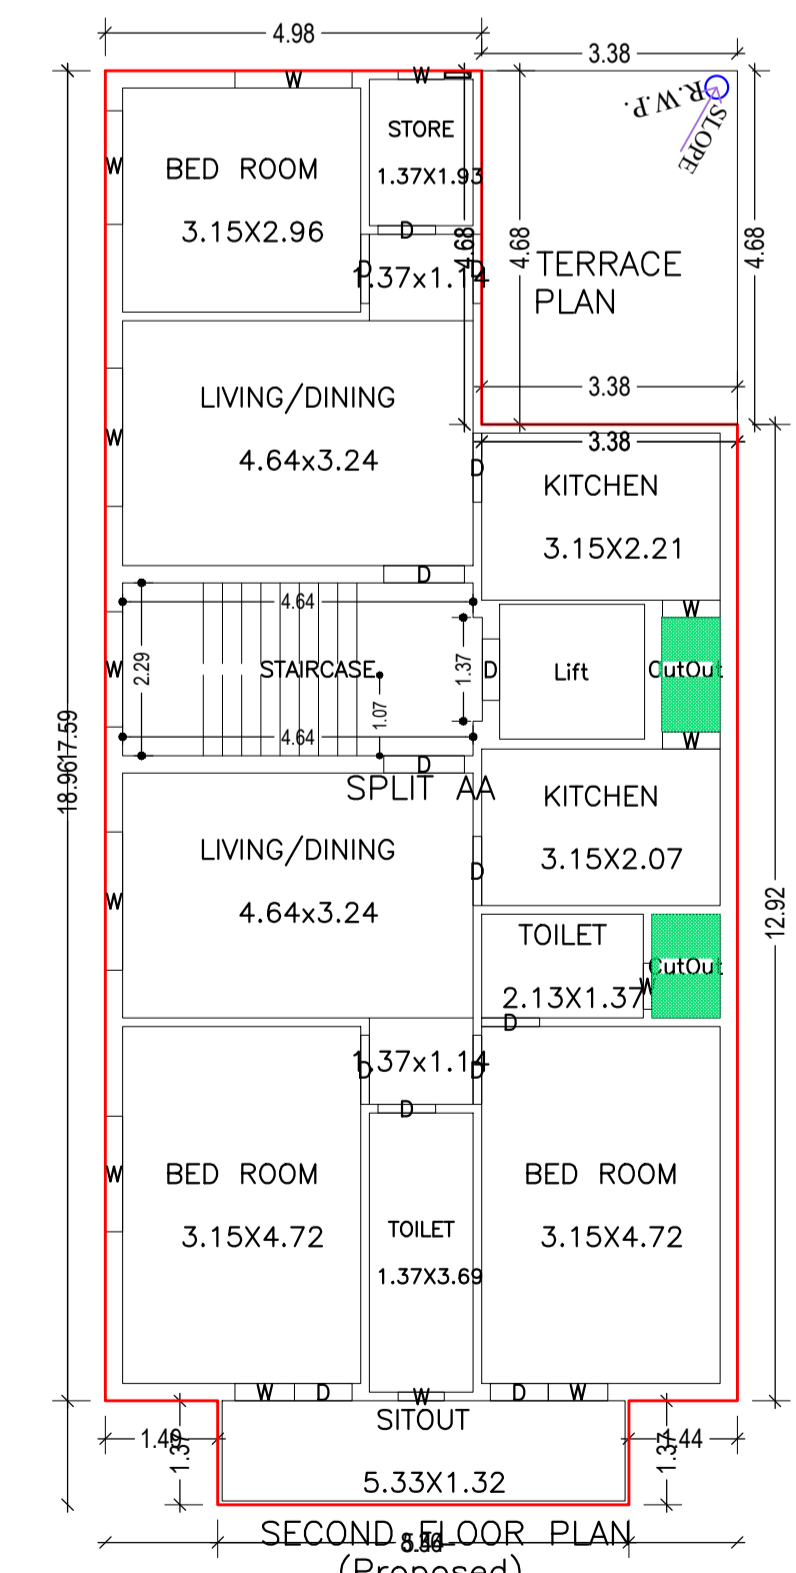 4.98
3.38
W
W
R.W.P.
SLOPE
STORE
W
BED ROOM
1.37X1.93
3.15X2.96
D
4.68
4.68
4.68
TERRACE
PLAN
D
1.37x1.14
D
3.38
LIVING/DINING
4.64x3.24
W
3.38
D
KITCHEN
3.15X2.21
D
4.64
W
2.29
W
STAIRCASE
1.37
D
Lift
CutOut
1.07
4.64
W
D
18.96
17.59
SPLIT AA
KITCHEN
3.15X2.07
LIVING/DINING
4.64x3.24
D
W
12.92
TOILET
2.13X1.37
W
CutOut
D
1.37x1.14
D
D
D
BED ROOM
3.15X4.72
W
BED ROOM
3.15X4.72
TOILET
1.37X3.69
W
D
W
D
W
SITOUT
5.33X1.32
1.37
1.37
1.44
SECOND FLOOR PLAN
(Proposed)